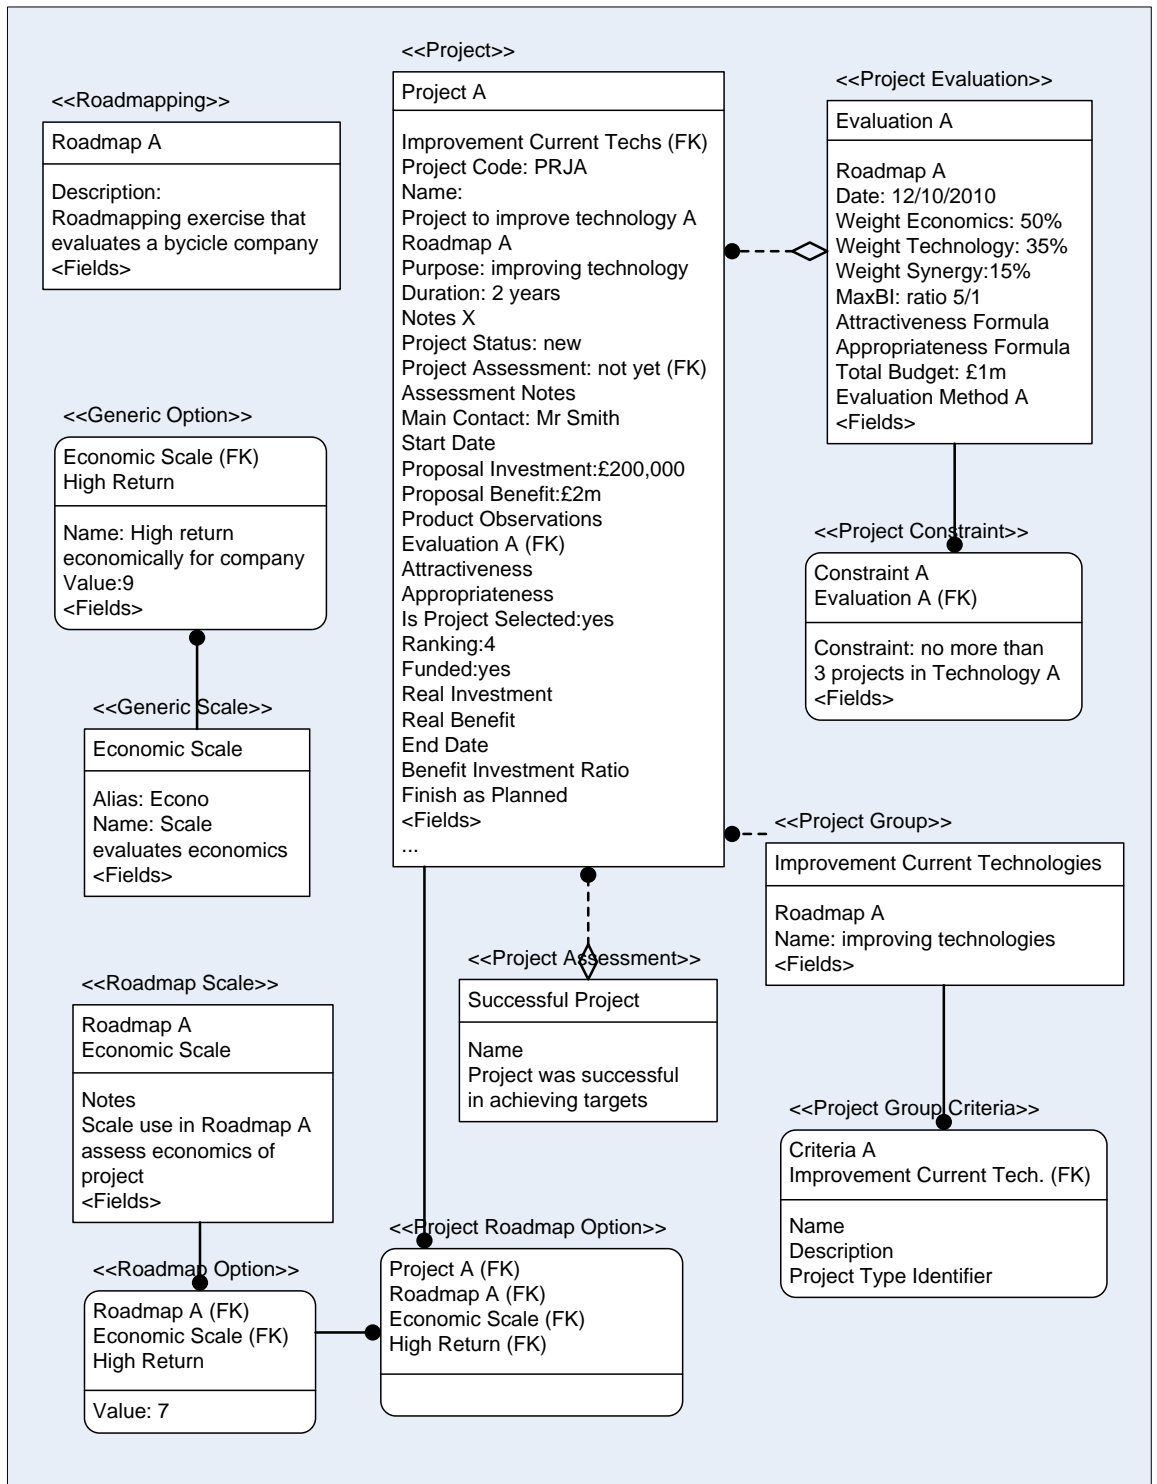 <<Roadmapping>>
Roadmap A
Description:
Roadmapping exercise that
evaluates a bycicle company
<Fields>
<<Project>>
Project A
Improvement Current Techs (FK)
Project Code: PRJA
Name:
Project to improve technology A
Roadmap A
Purpose: improving technology
Duration: 2 years
Notes X
Project Status: new
Project Assessment: not yet (FK)
Assessment Notes
Main Contact: Mr Smith
Start Date
Proposal Investment:£200,000
Proposal Benefit:£2m
Product Observations
Evaluation A (FK)
Attractiveness
Appropriateness
Is Project Selected:yes
Ranking:4
Funded:yes
Real Investment
Real Benefit
End Date
Benefit Investment Ratio
Finish as Planned
<Fields>
...
<<Project Evaluation>>
Evaluation A
Roadmap A
Date: 12/10/2010
Weight Economics: 50%
Weight Technology: 35%
Weight Synergy:15%
MaxBI: ratio 5/1
Attractiveness Formula
Appropriateness Formula
Total Budget: £1m
Evaluation Method A
<Fields>
<<Generic Option>>
Economic Scale (FK)
High Return
Name: High return
economically for company
Value:9
<Fields>
<<Project Constraint>>
Constraint A
Evaluation A (FK)
Constraint: no more than
3 projects in Technology A
<Fields>
<<Generic Scale>>
Economic Scale
Alias: Econo
Name: Scale
evaluates economics
<Fields>
<<Project Group>>
Improvement Current Technologies
Roadmap A
Name: improving technologies
<Fields>
<<Project Assessment>>
Successful Project
Name
Project was successful
in achieving targets
<<Roadmap Scale>>
Roadmap A
Economic Scale
Notes
Scale use in Roadmap A
assess economics of
project
<Fields>
<<Project Group Criteria>>
Criteria A
Improvement Current Tech. (FK)
Name
Description
Project Type Identifier
<<Roadmap Option>>
Roadmap A (FK)
Economic Scale (FK)
High Return
Value: 7
<<Project Roadmap Option>>
Project A (FK)
Roadmap A (FK)
Economic Scale (FK)
High Return (FK)